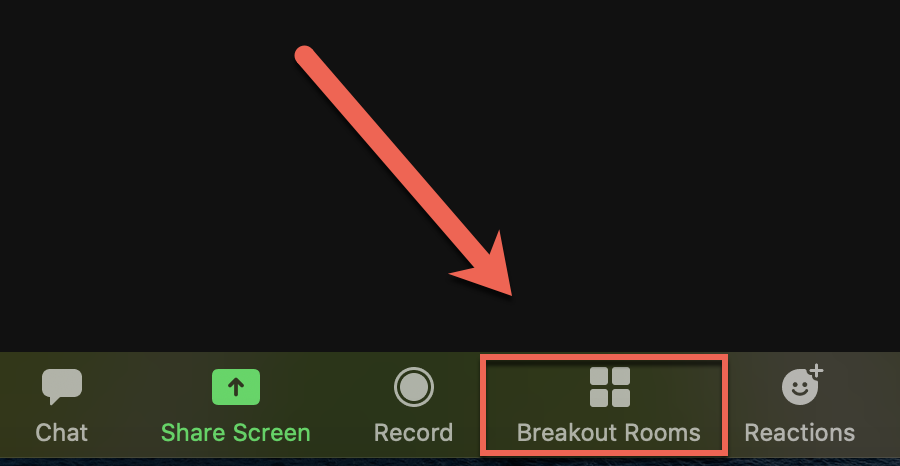 Chat
Share Screen
Record
Breakout Rooms
Reactions